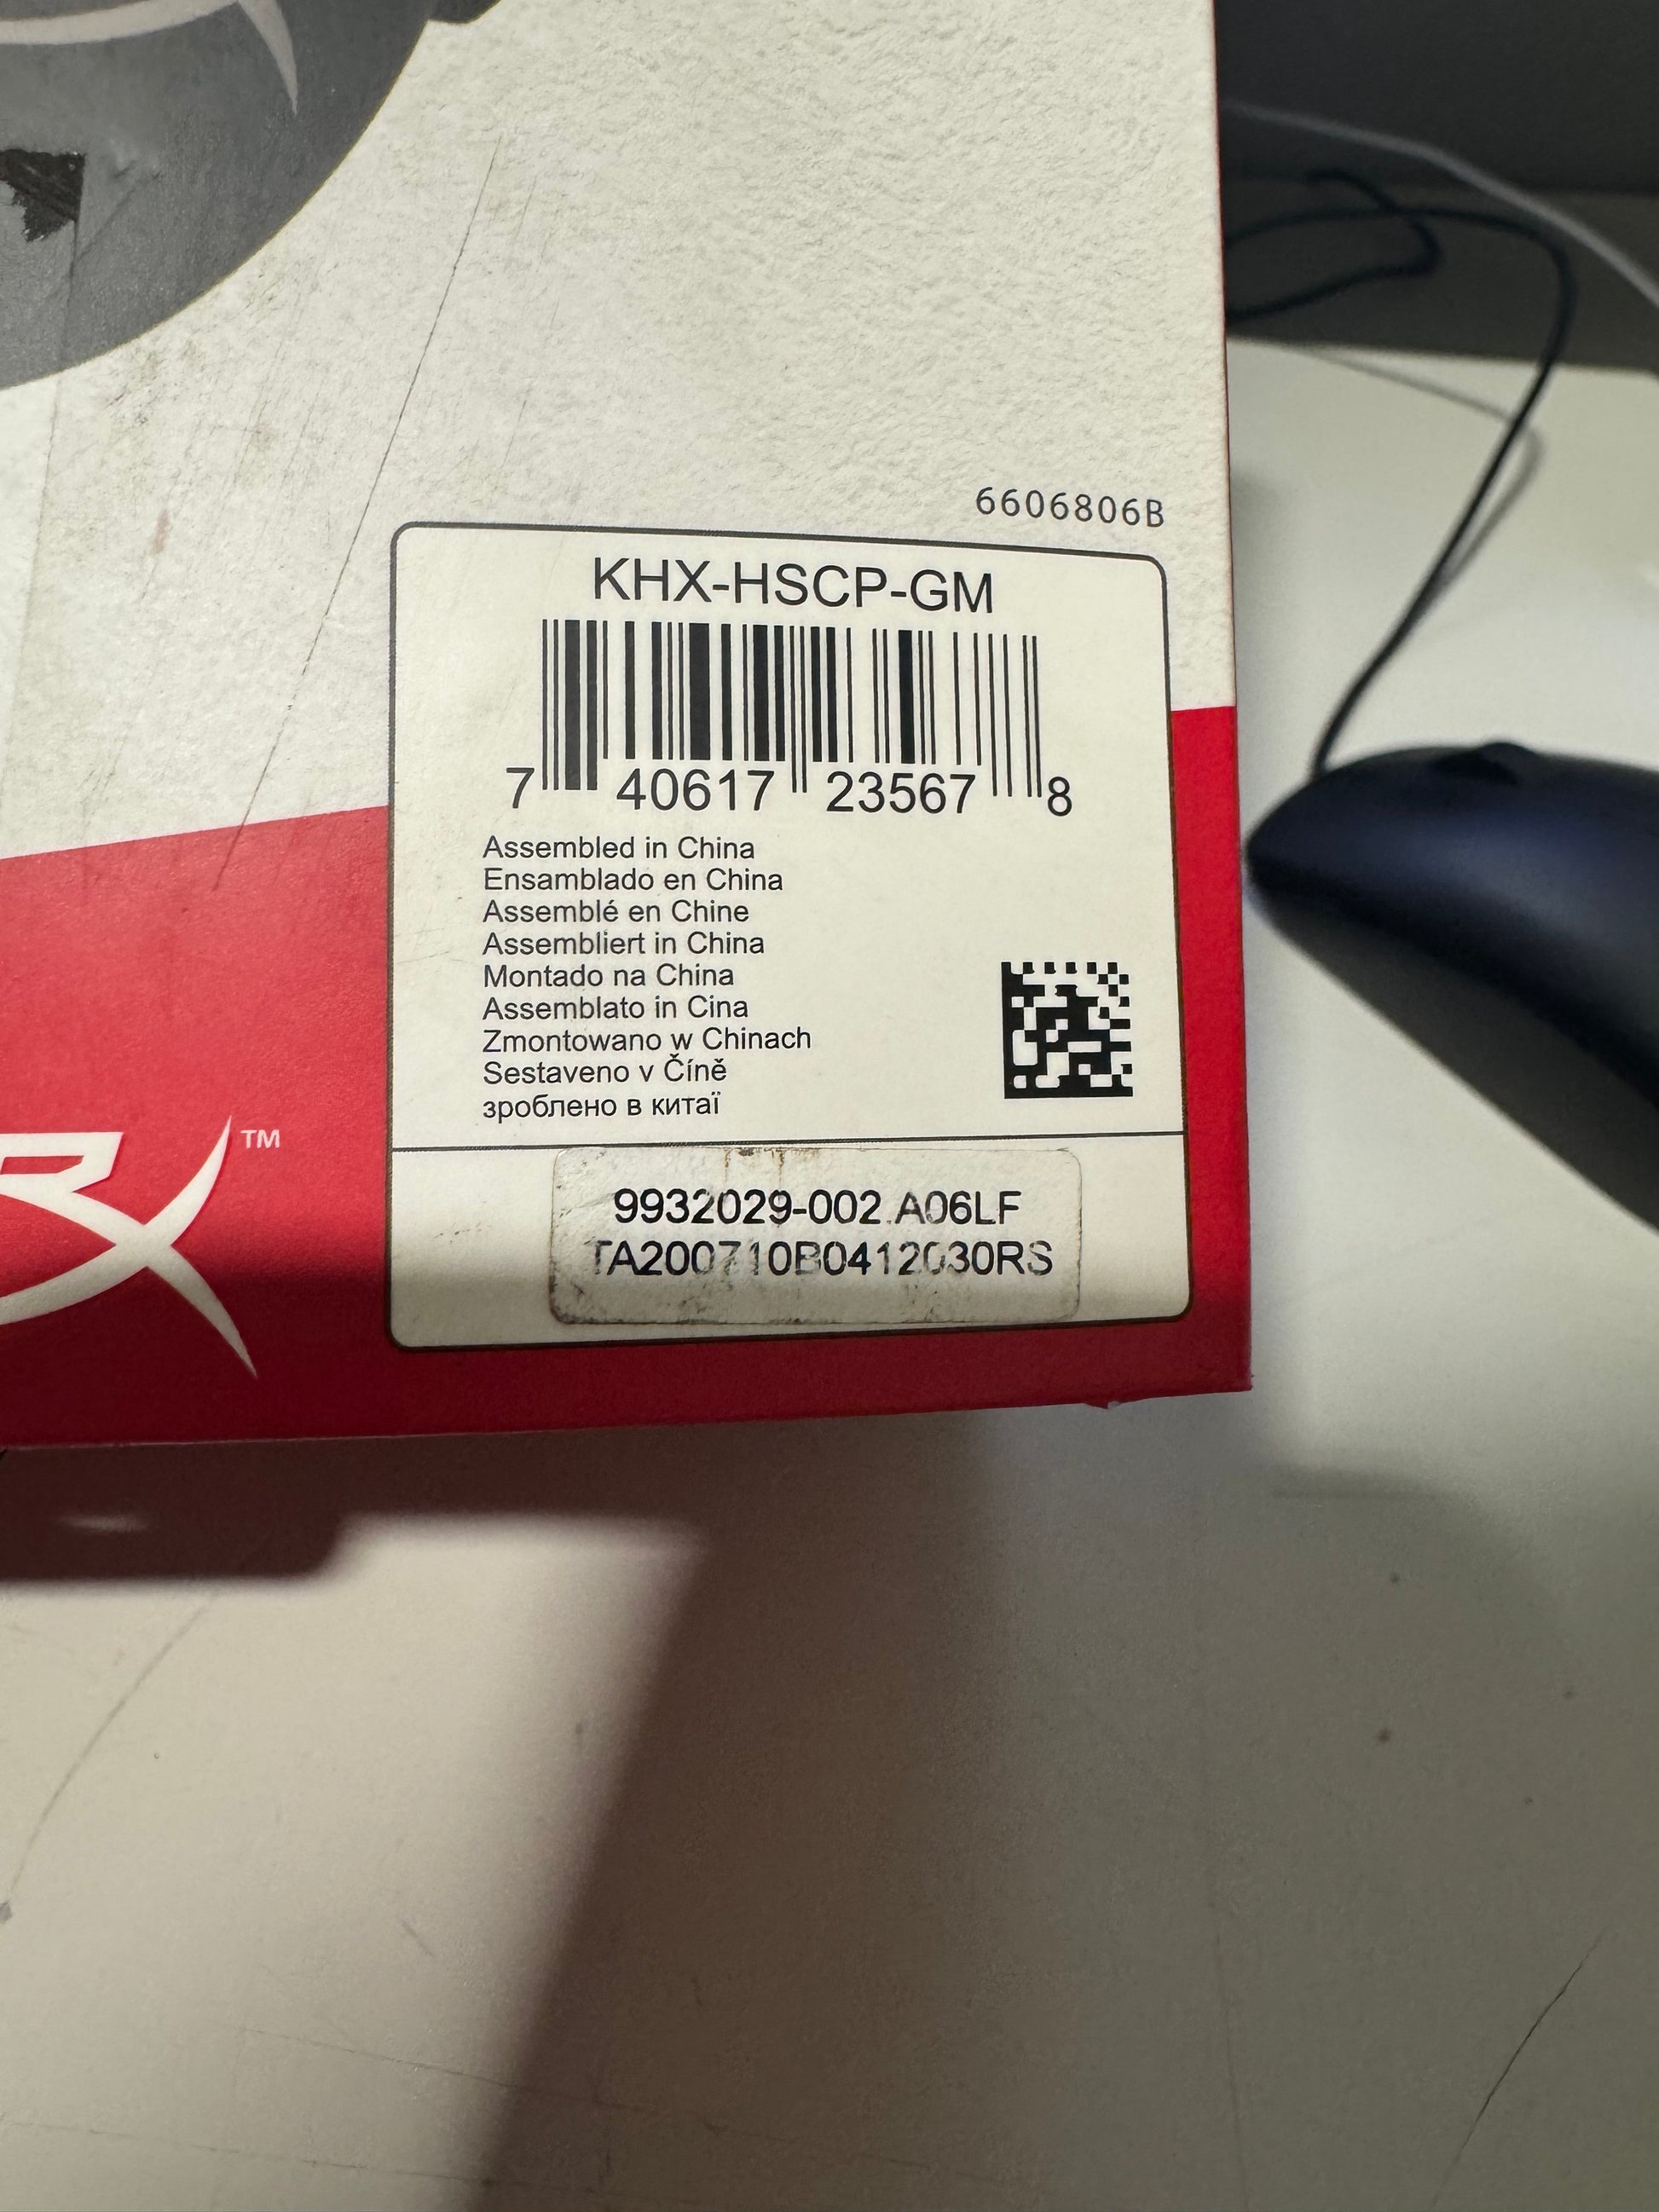 6606806B
KHX-HSCP-GM
7 40617 23567 8
Assembled in China
Ensamblado en China
Assemblé en Chine
Assembliert in China
Montado na China
Assemblato in Cina
Zmontowano w Chinach
Sestaveno v Číně
зроблено в китаї
R™
9932029-002.A06LF
TA200710B0412030RS